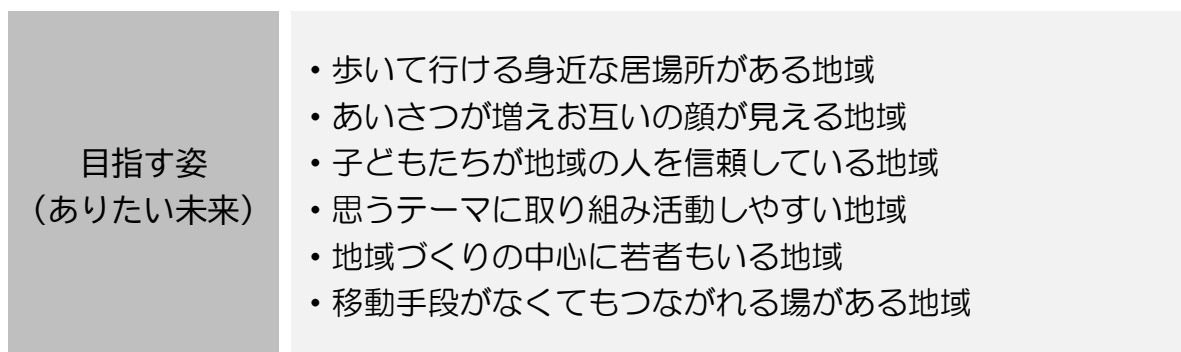 目指す姿
（ありたい未来）
・歩いて行ける身近な居場所がある地域
・あいさつが増えお互いの顔が見える地域
・子どもたちが地域の人を信頼している地域
・思うテーマに取り組み活動しやすい地域
・地域づくりの中心に若者もいる地域
・移動手段がなくてもつながれる場がある地域